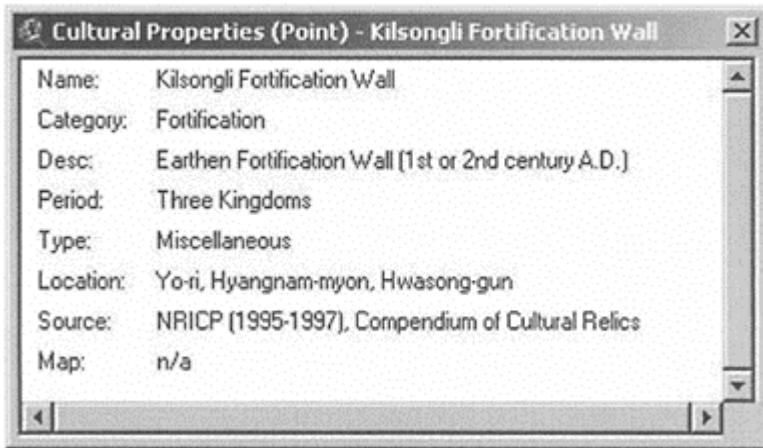 Cultural Properties (Point) - Kilsongli Fortification Wall
Name: Kilsongli Fortification Wall
Category: Fortification
Desc: Earthen Fortification Wall (1st or 2nd century A.D.)
Period: Three Kingdoms
Type: Miscellaneous
Location: Yo-ri, Hyangnam-myon, Hwasong-gun
Source: NRICP (1995-1997), Compendium of Cultural Relics
Map: n/a